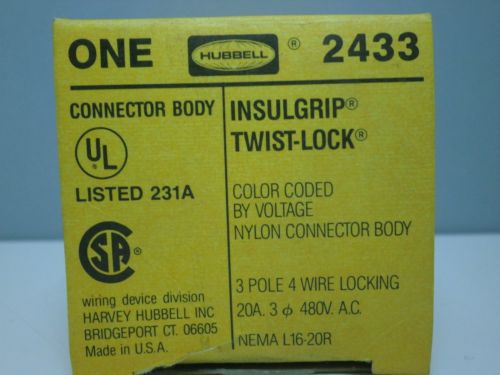 ONE HUBBELL ® 2433
CONNECTOR BODY
UL
LISTED 231A
SA ®
wiring device division
HARVEY HUBBELL INC
BRIDGEPORT CT. 06605
Made in U.S.A.
INSULGRIP®
TWIST-LOCK®
COLOR CODED
BY VOLTAGE
NYLON CONNECTOR BODY
3 POLE 4 WIRE LOCKING
20A. 3 ϕ 480V. A.C.
NEMA L16-20R